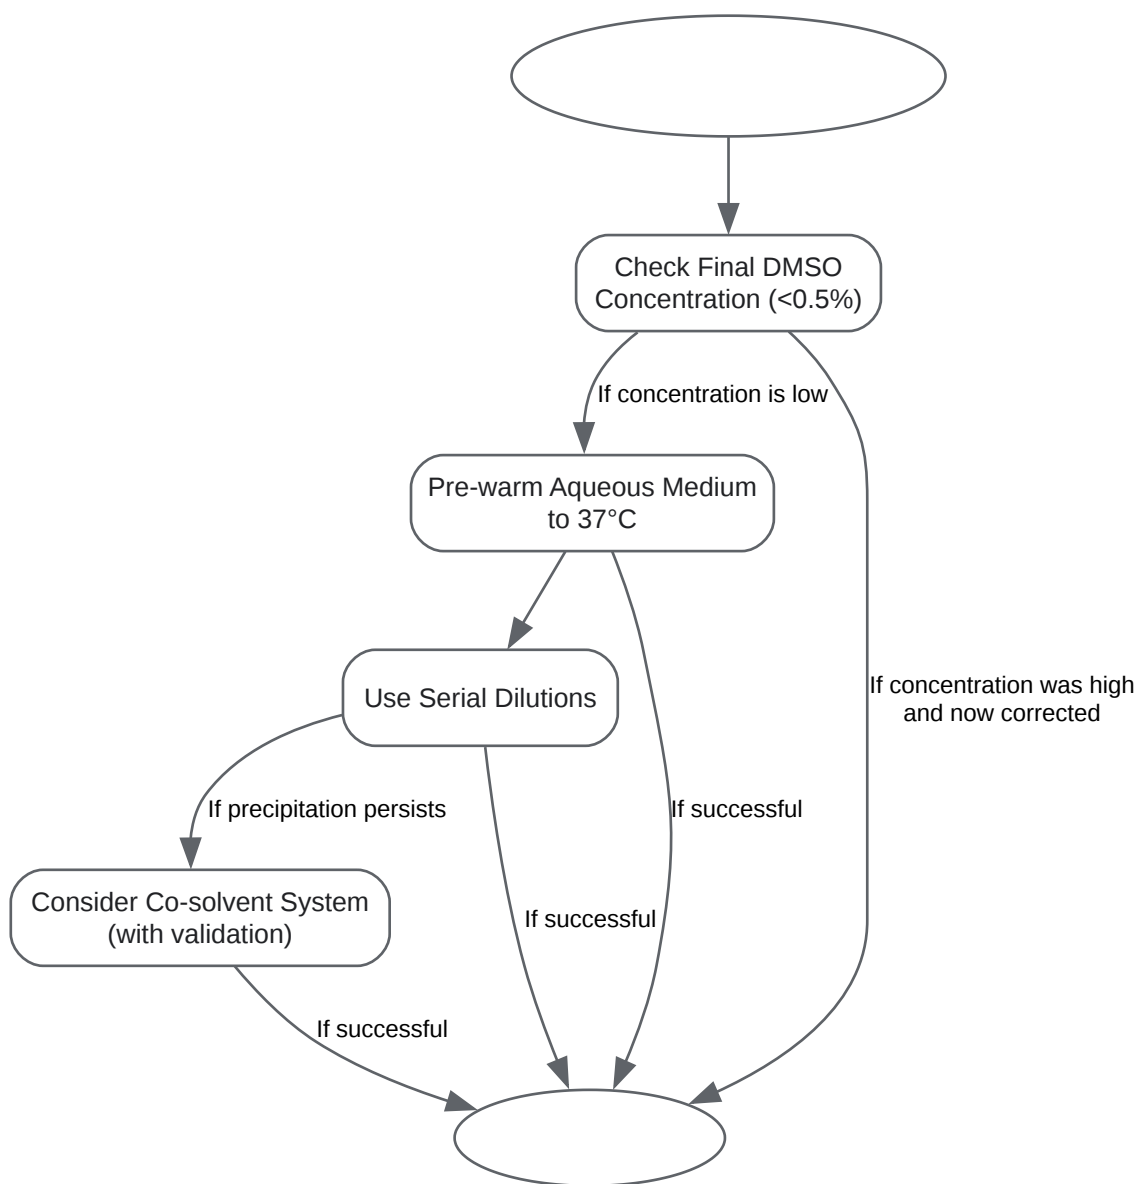 Check Final DMSO
Concentration (<0.5%)
If concentration is low
Pre-warm Aqueous Medium
to 37°C
Use Serial Dilutions
If concentration was high
and now corrected
If precipitation persists
If successful
Consider Co-solvent System
(with validation)
If successful
If successful